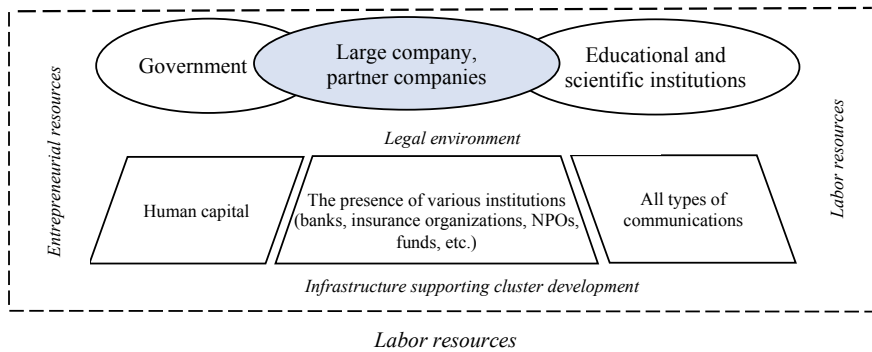 Government
Large company,
partner companies
Educational and
scientific institutions
Entrepreneurial resources
Legal environment
Labor resources
Human capital
The presence of various institutions
(banks, insurance organizations, NPOs,
funds, etc.)
All types of
communications
Infrastructure supporting cluster development
Labor resources